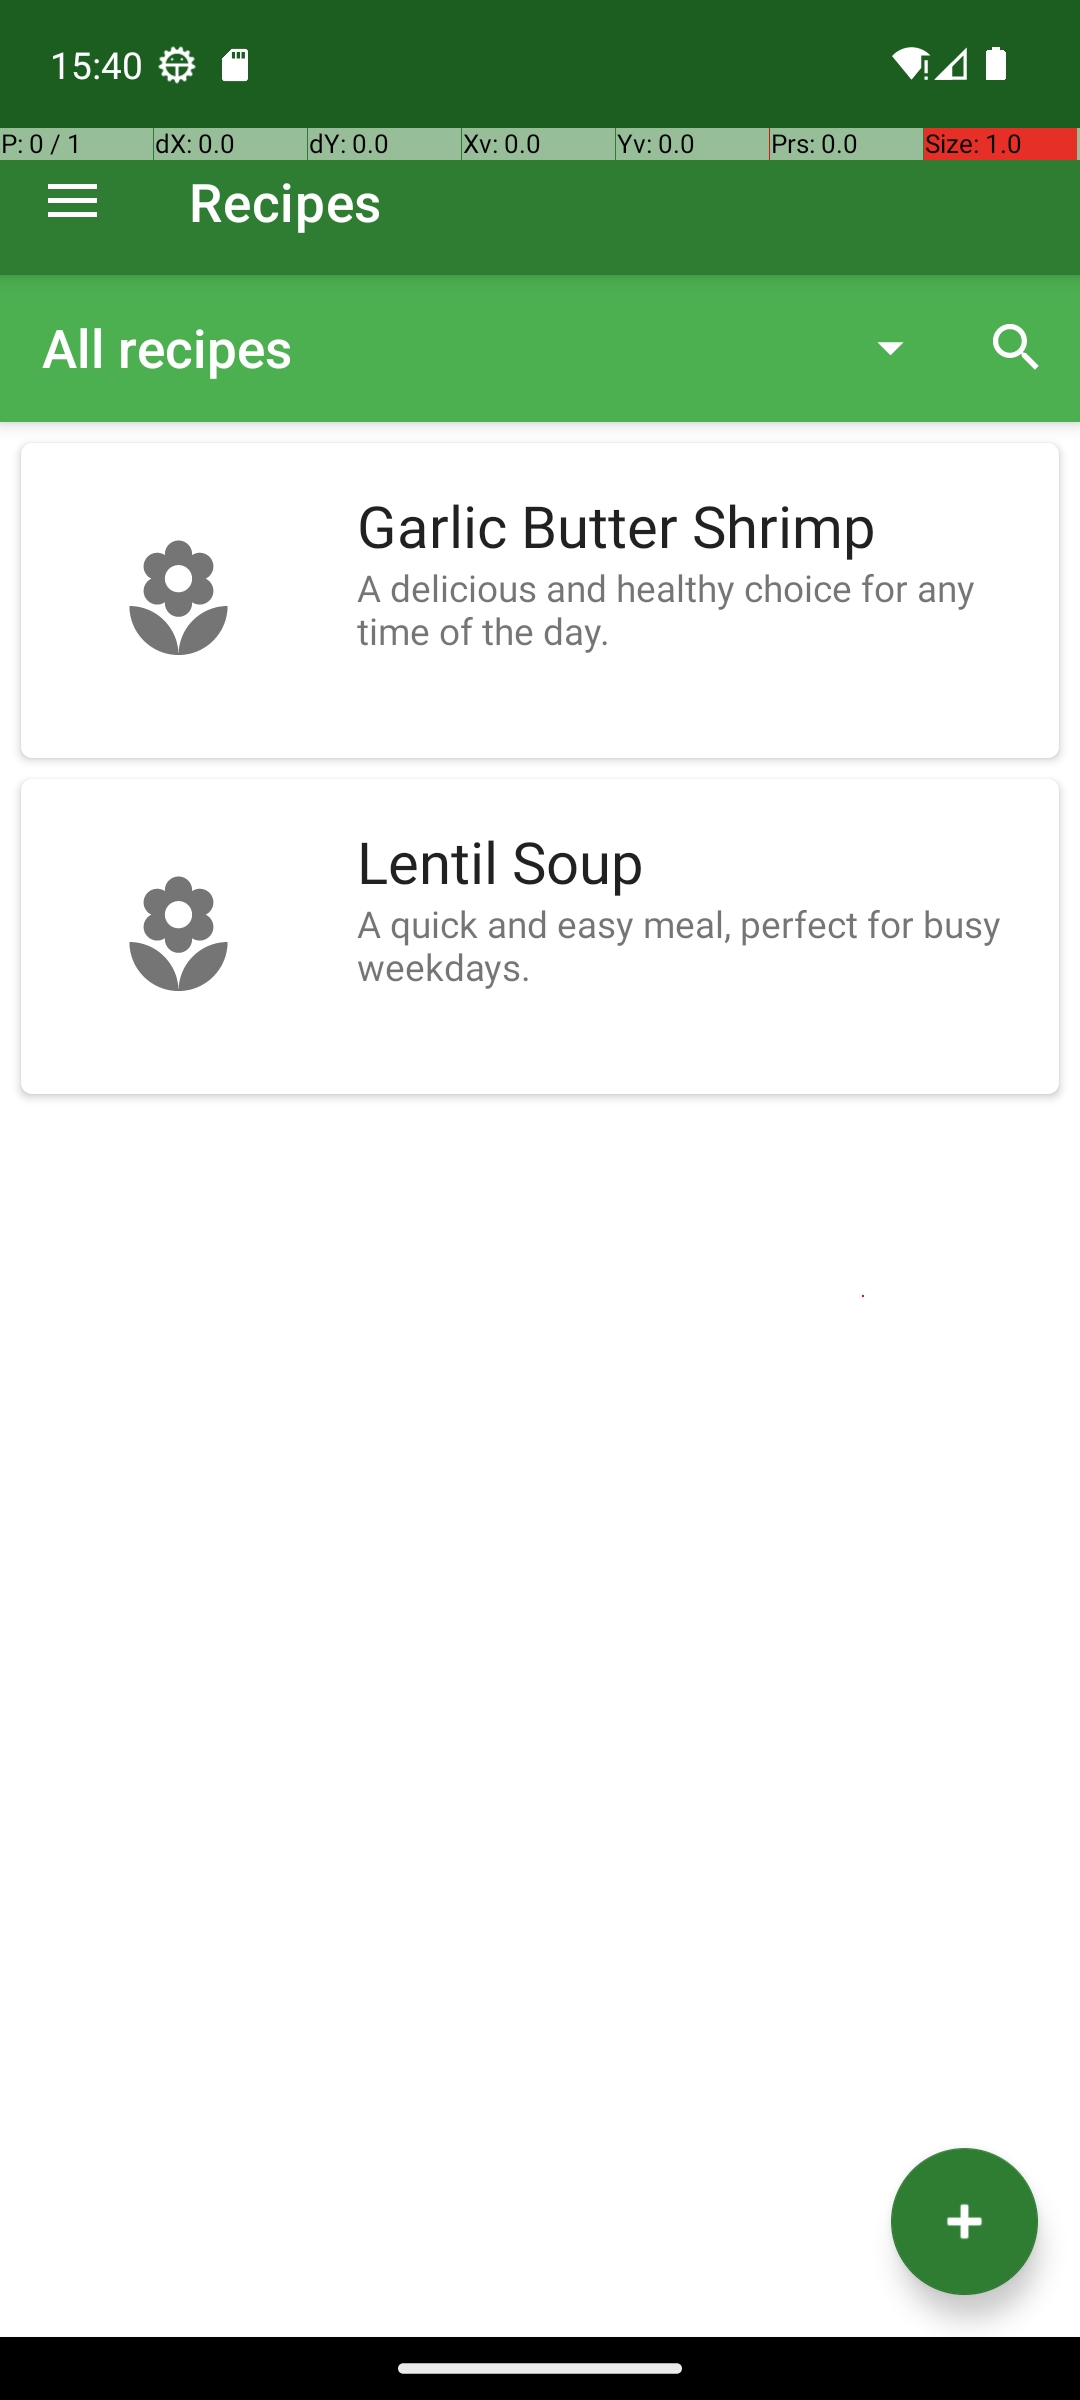 15:40
P: 0 / 1 dX: 0.0 dY: 0.0 Xv: 0.0 Yv: 0.0 Prs: 0.0 Size: 1.0
Recipes
All recipes
Garlic Butter Shrimp
A delicious and healthy choice for any
time of the day.
Lentil Soup
A quick and easy meal, perfect for busy
weekdays.